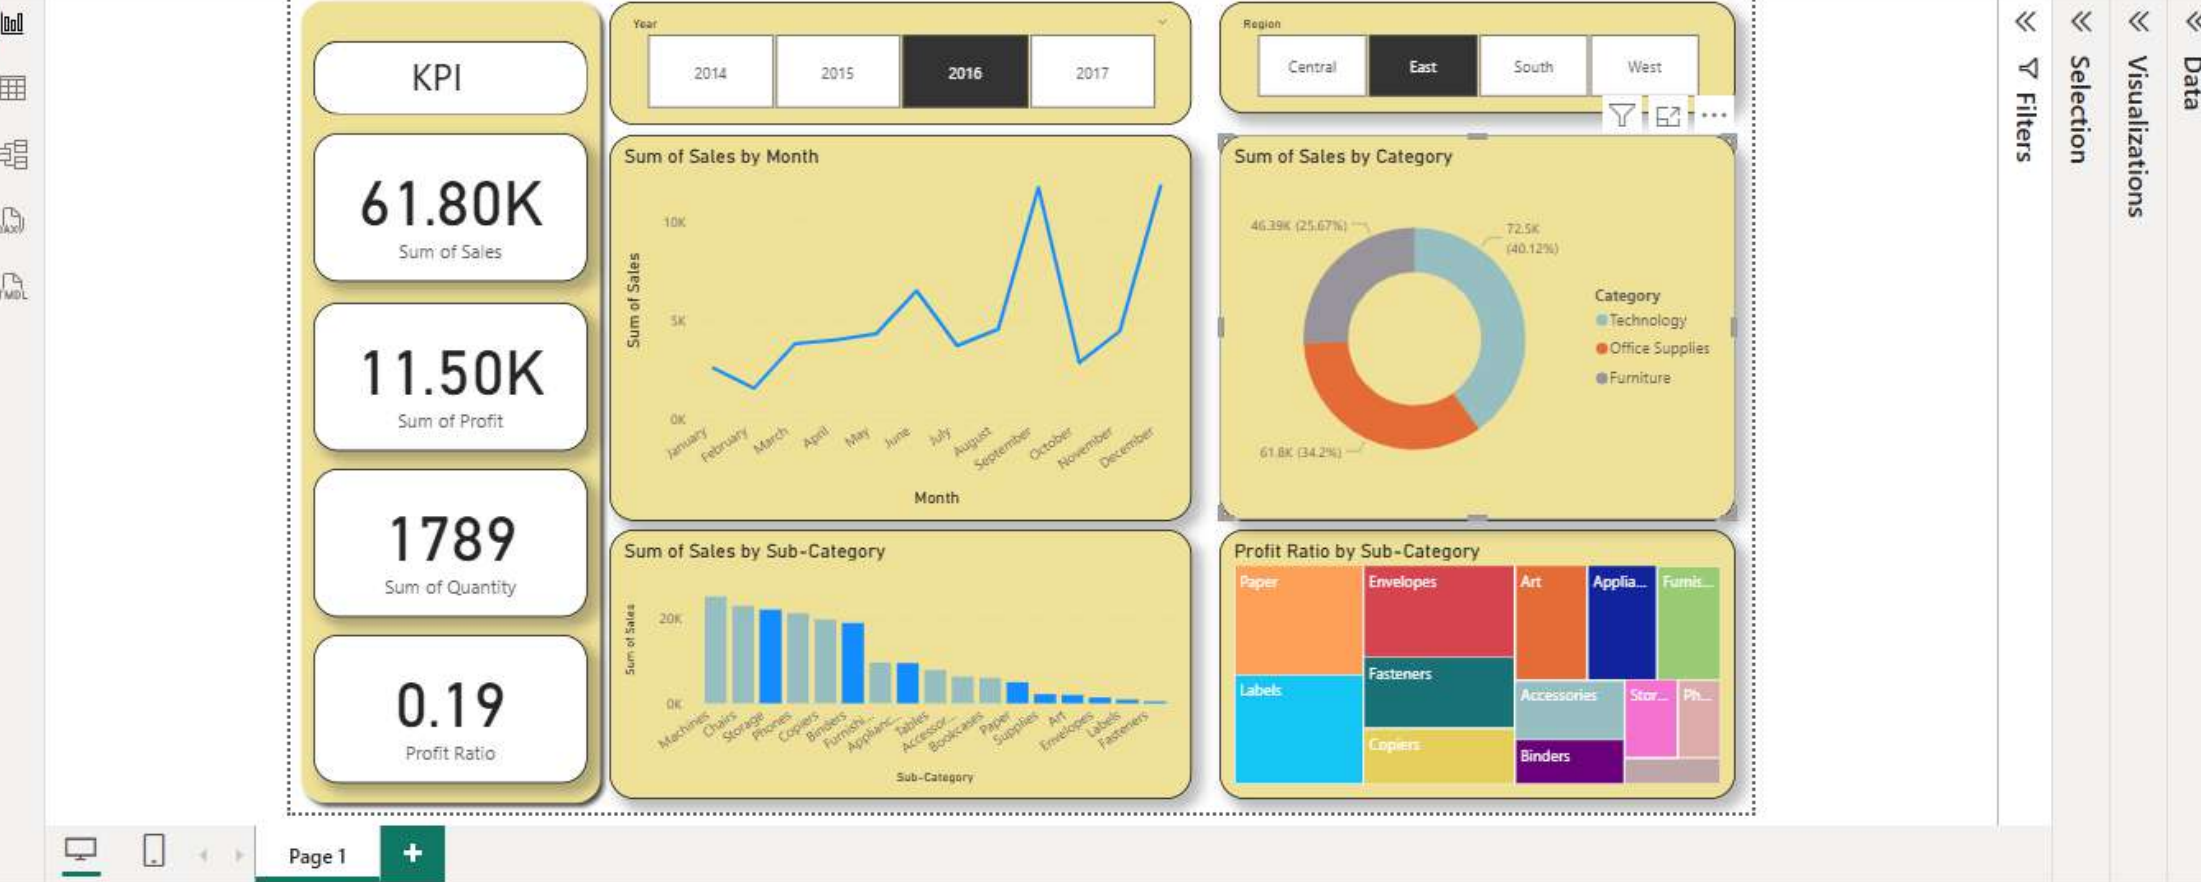 KPI
61.80K
Sum of Sales
11.50K
Sum of Profit
1789
Sum of Quantity
0.19
Profit Ratio
Year
2014
2015
2016
2017
Region
Central
East
South
West
Sum of Sales by Month
Sum of Sales
10K
5K
0K
January
February
March
April
May
June
July
August
September
October
November
December
Month
Sum of Sales by Category
46.39K (25.67%)
72.5K
(40.12%)
61.8K (34.2%)
Category
Technology
Office Supplies
Furniture
Sum of Sales by Sub-Category
Sum of Sales
20K
0K
Machines
Chairs
Storage
Phones
Copiers
Binders
Furnishi...
Applianc...
Tables
Accessor...
Bookcases
Paper
Supplies
Art
Envelopes
Labels
Fasteners
Sub-Category
Profit Ratio by Sub-Category
Paper
Labels
Envelopes
Fasteners
Copiers
Art
Applia...
Furnis...
Accessories
Binders
Stor...
Ph...
Filters
Selection
Visualizations
Data
Page 1